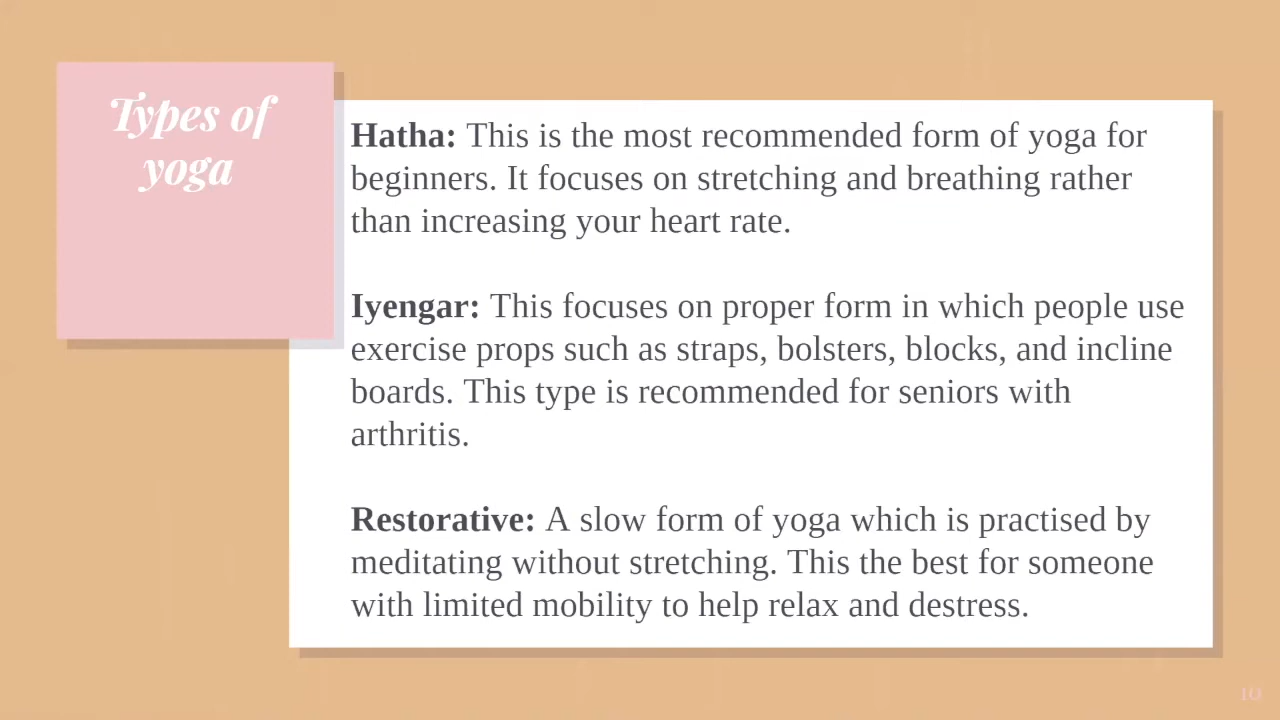 Types of
yoga
Hatha: This is the most recommended form of yoga for
beginners. It focuses on stretching and breathing rather
than increasing your heart rate.
Iyengar: This focuses on proper form in which people use
exercise props such as straps, bolsters, blocks, and incline
boards. This type is recommended for seniors with
arthritis.
Restorative: A slow form of yoga which is practised by
meditating without stretching. This the best for someone
with limited mobility to help relax and destress.
10